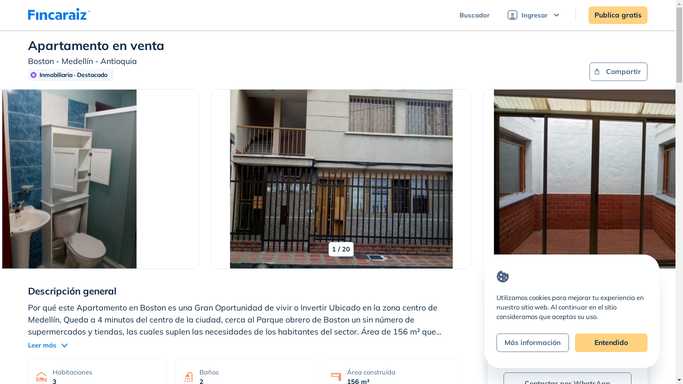 Fincaraiz
Buscador
Ingresar
Publica gratis
Apartamento en venta
Boston - Medellín - Antioquia
Inmobiliaria - Destacado
Compartir
1 / 20
Descripción general
Por qué este Apartamento en Boston es una Gran Oportunidad de vivir o Invertir Ubicado en la zona centro de
Medellín, Queda a 4 minutos del centro de la ciudad, cerca al Parque obrero de Boston un sin número de
supermercados y tiendas, las cuales suplen las necesidades de los habitantes del sector. Área de 156 m² que...
Leer más
Habitaciones
3
Baños
2
Área construida
156 m²
Utilizamos cookies para mejorar tu experiencia en
nuestro sitio web. Al continuar en el sitio
consideramos que aceptas su uso.
Más información
Entendido
Contactar por WhatsApp